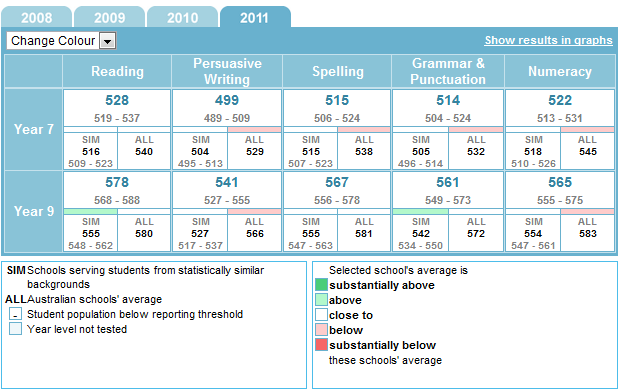 2008 2009 2010 2011
Change Colour Show results in graphs
Reading Persuasive Writing Spelling Grammar & Punctuation Numeracy
Year 7
528 499 515 514 522
519 - 537 489 - 509 506 - 524 504 - 524 513 - 531
SIM ALL SIM ALL SIM ALL SIM ALL SIM ALL
516 540 504 529 515 538 505 532 518 545
509 - 523 495 - 513 507 - 523 496 - 514 510 - 526
Year 9
578 541 567 561 565
568 - 588 527 - 555 556 - 578 549 - 573 555 - 575
SIM ALL SIM ALL SIM ALL SIM ALL SIM ALL
555 580 527 566 555 581 542 572 554 583
548 - 562 517 - 537 547 - 563 534 - 550 547 - 561
SIM Schools serving students from statistically similar
backgrounds
ALL Australian schools' average
- Student population below reporting threshold
Year level not tested
Selected school's average is
substantially above
above
close to
below
substantially below
these schools' average